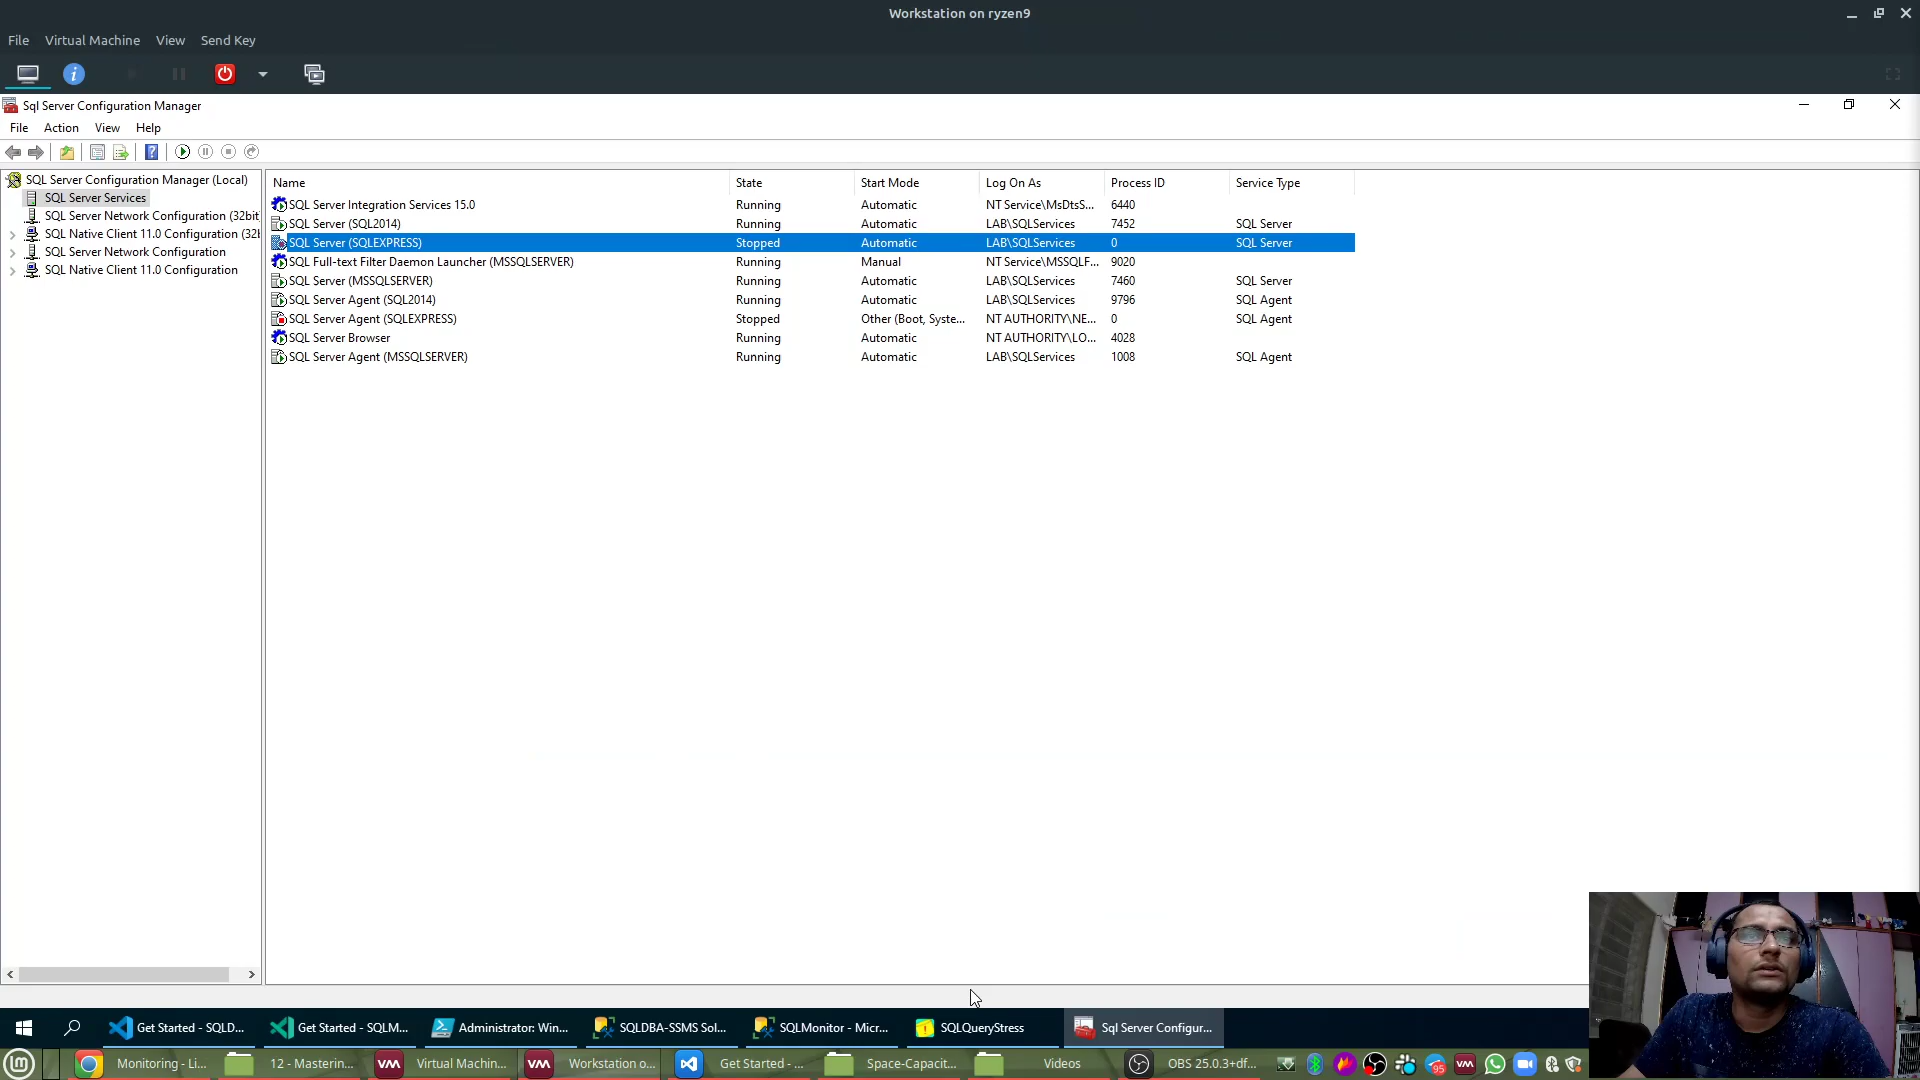 Workstation on ryzen9
File Virtual Machine View Send Key
Sql Server Configuration Manager
File Action View Help
SQL Server Configuration Manager (Local)
SQL Server Services
SQL Server Network Configuration (32bit
SQL Native Client 11.0 Configuration (32b
SQL Server Network Configuration
SQL Native Client 11.0 Configuration
Name State Start Mode Log On As Process ID Service Type
SQL Server Integration Services 15.0 Running Automatic NT Service\MsDtsS... 6440
SQL Server (SQL2014) Running Automatic LAB\SQLServices 7452 SQL Server
SQL Server (SQLEXPRESS) Stopped Automatic LAB\SQLServices 0 SQL Server
SQL Full-text Filter Daemon Launcher (MSSQLSERVER) Running Manual NT Service\MSSQLF... 9020
SQL Server (MSSQLSERVER) Running Automatic LAB\SQLServices 7460 SQL Server
SQL Server Agent (SQL2014) Running Automatic LAB\SQLServices 9796 SQL Agent
SQL Server Agent (SQLEXPRESS) Stopped Other (Boot, Syste... NT AUTHORITY\NE... 0 SQL Agent
SQL Server Browser Running Automatic NT AUTHORITY\LO... 4028
SQL Server Agent (MSSQLSERVER) Running Automatic LAB\SQLServices 1008 SQL Agent
Get Started - SQLD... Get Started - SQLM... Administrator: Win... SQLDBA-SSMS Sol... SQLMonitor - Micr... SQLQueryStress Sql Server Configur...
Monitoring - Li... 12 - Masterin... Virtual Machin... Workstation o... Get Started - ... Space-Capacit... Videos OBS 25.0.3+df... 95